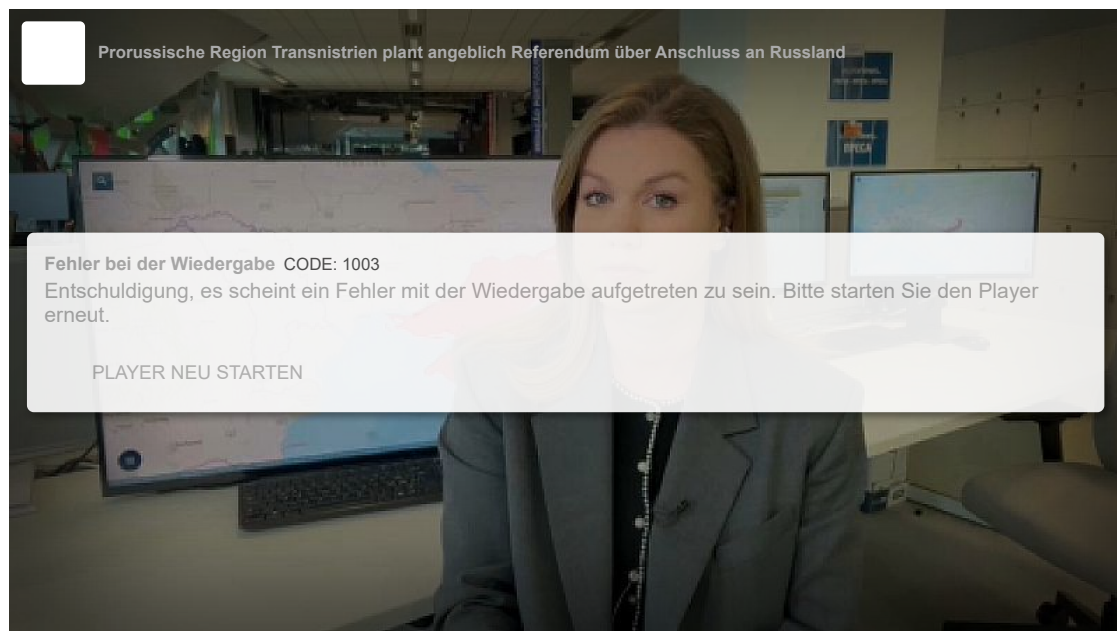 Prorussische Region Transnistrien plant angeblich Referendum über Anschluss an Russland
Fehler bei der Wiedergabe CODE: 1003
Entschuldigung, es scheint ein Fehler mit der Wiedergabe aufgetreten zu sein. Bitte starten Sie den Player
erneut.
PLAYER NEU STARTEN